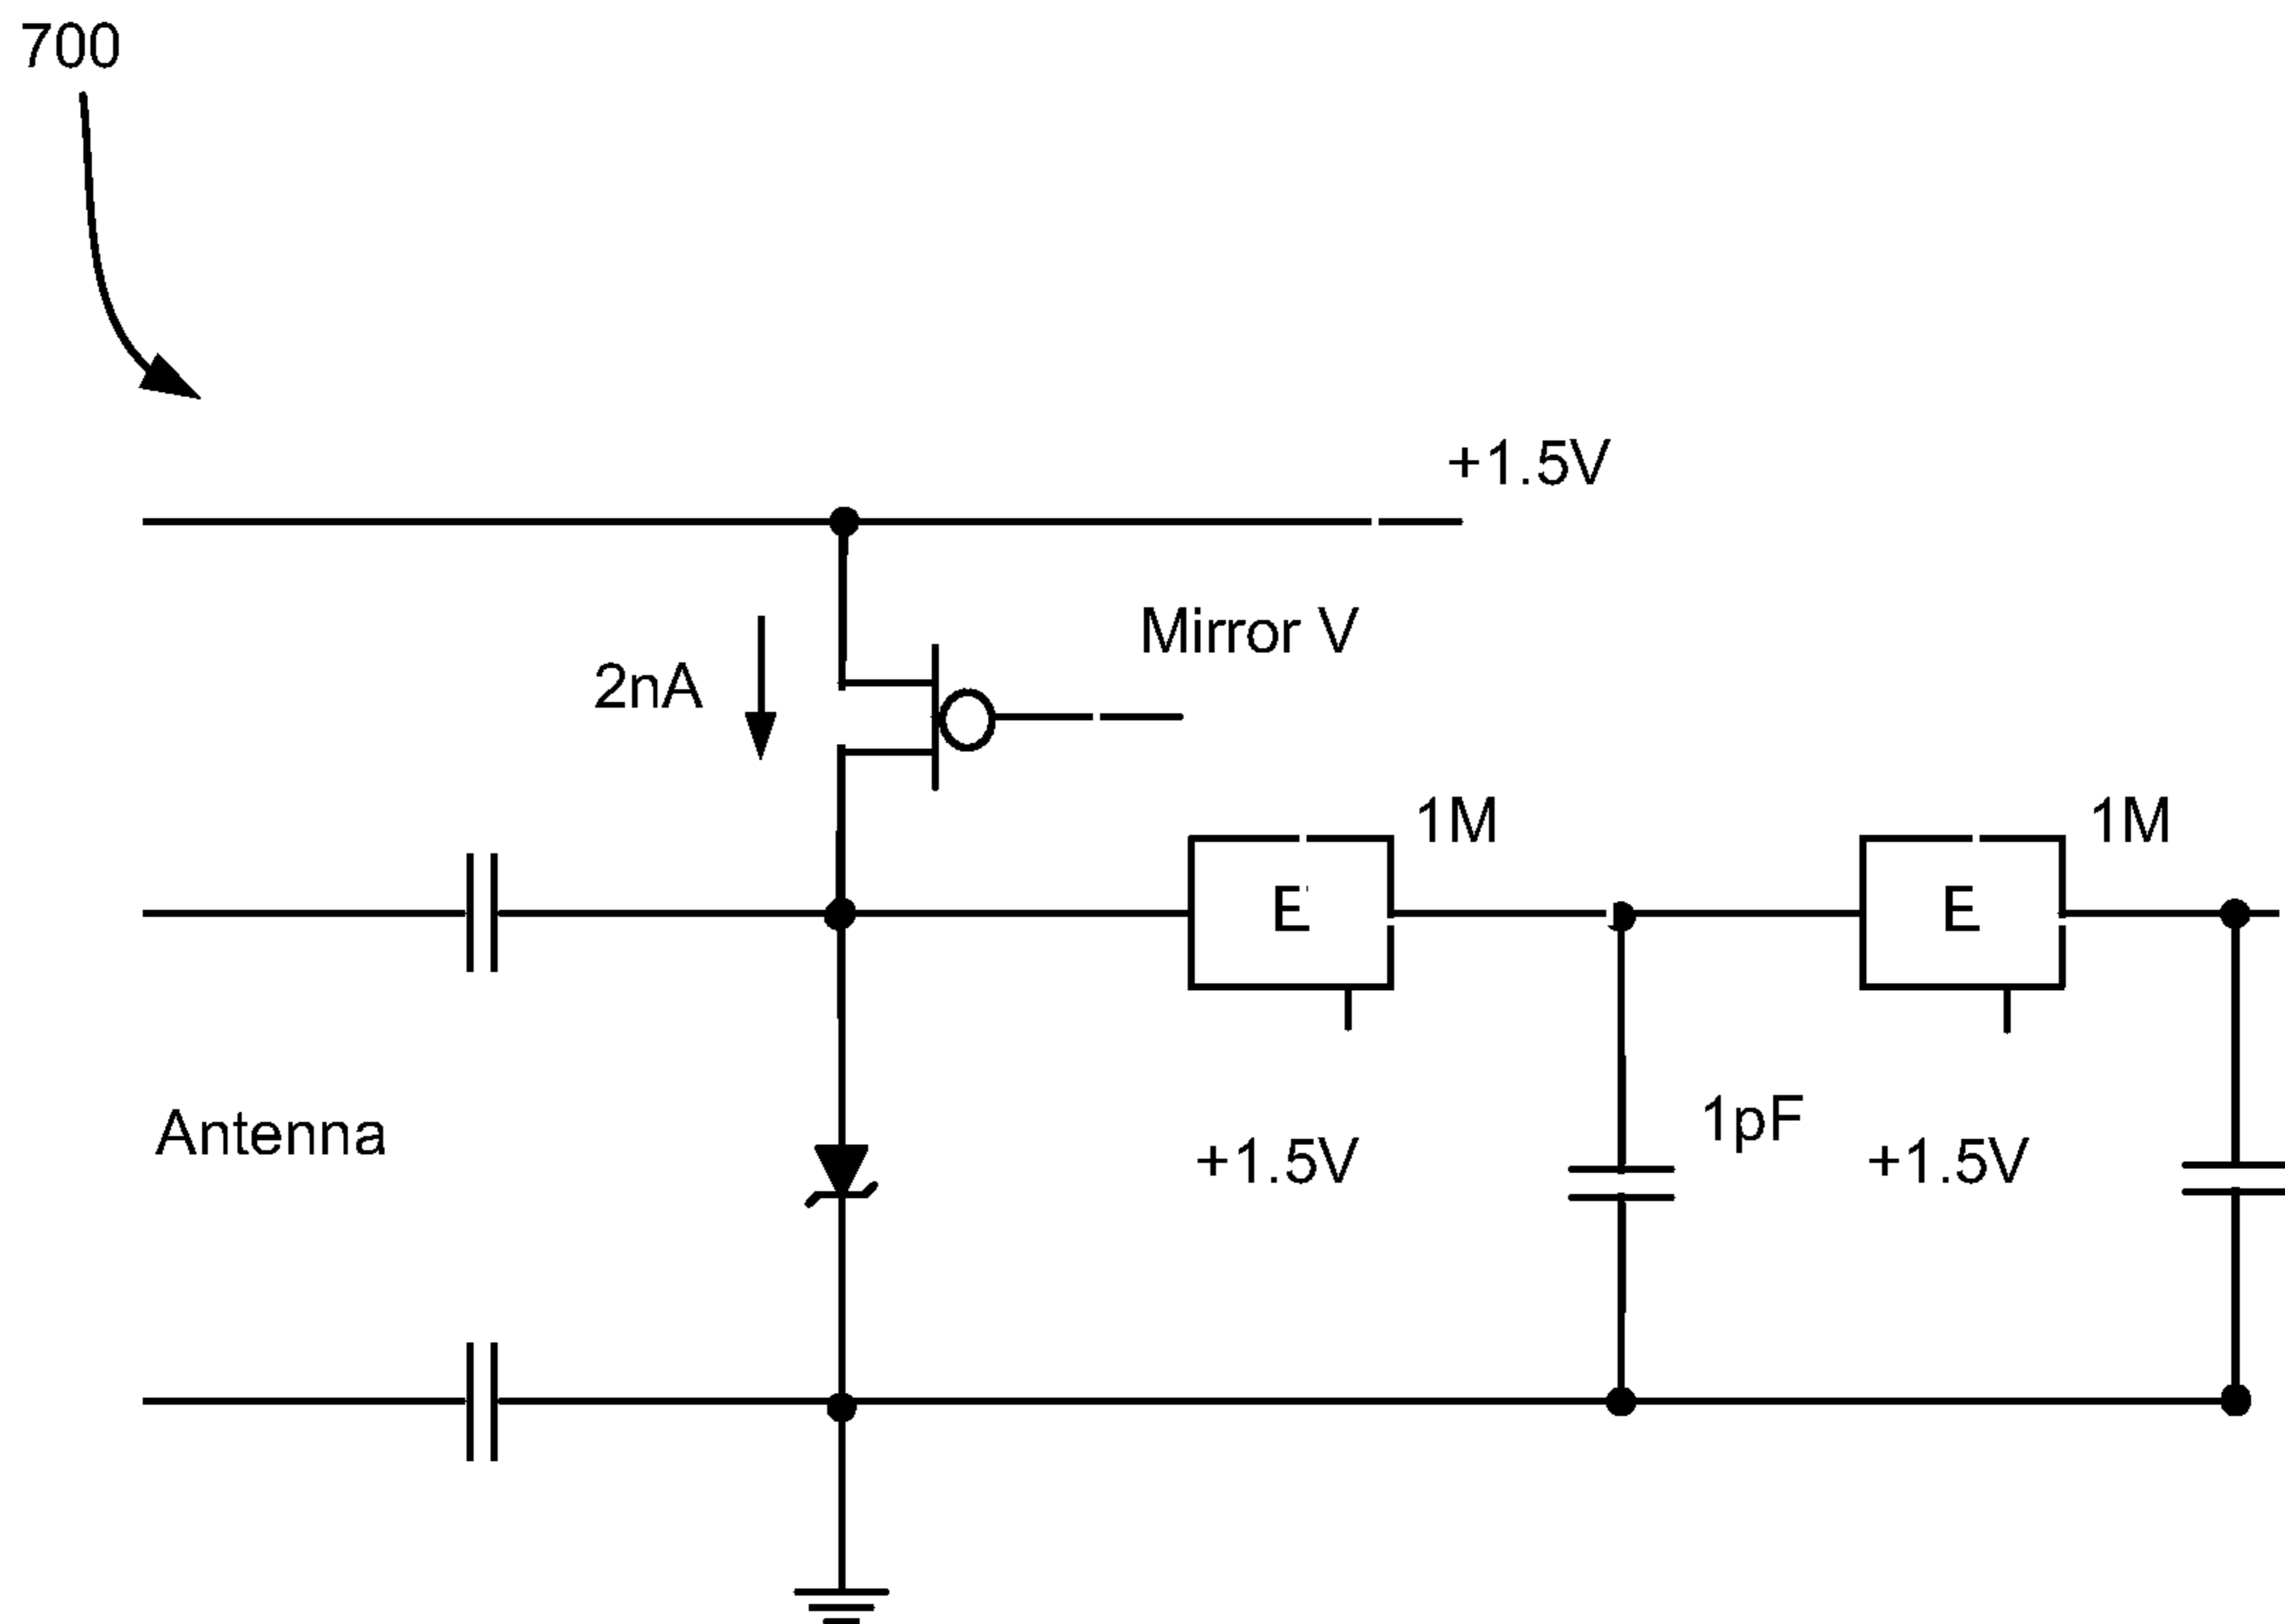 700
+1.5V
Mirror V
2nA
1M
1M
E
E
Antenna
1pF
+1.5V
+1.5V